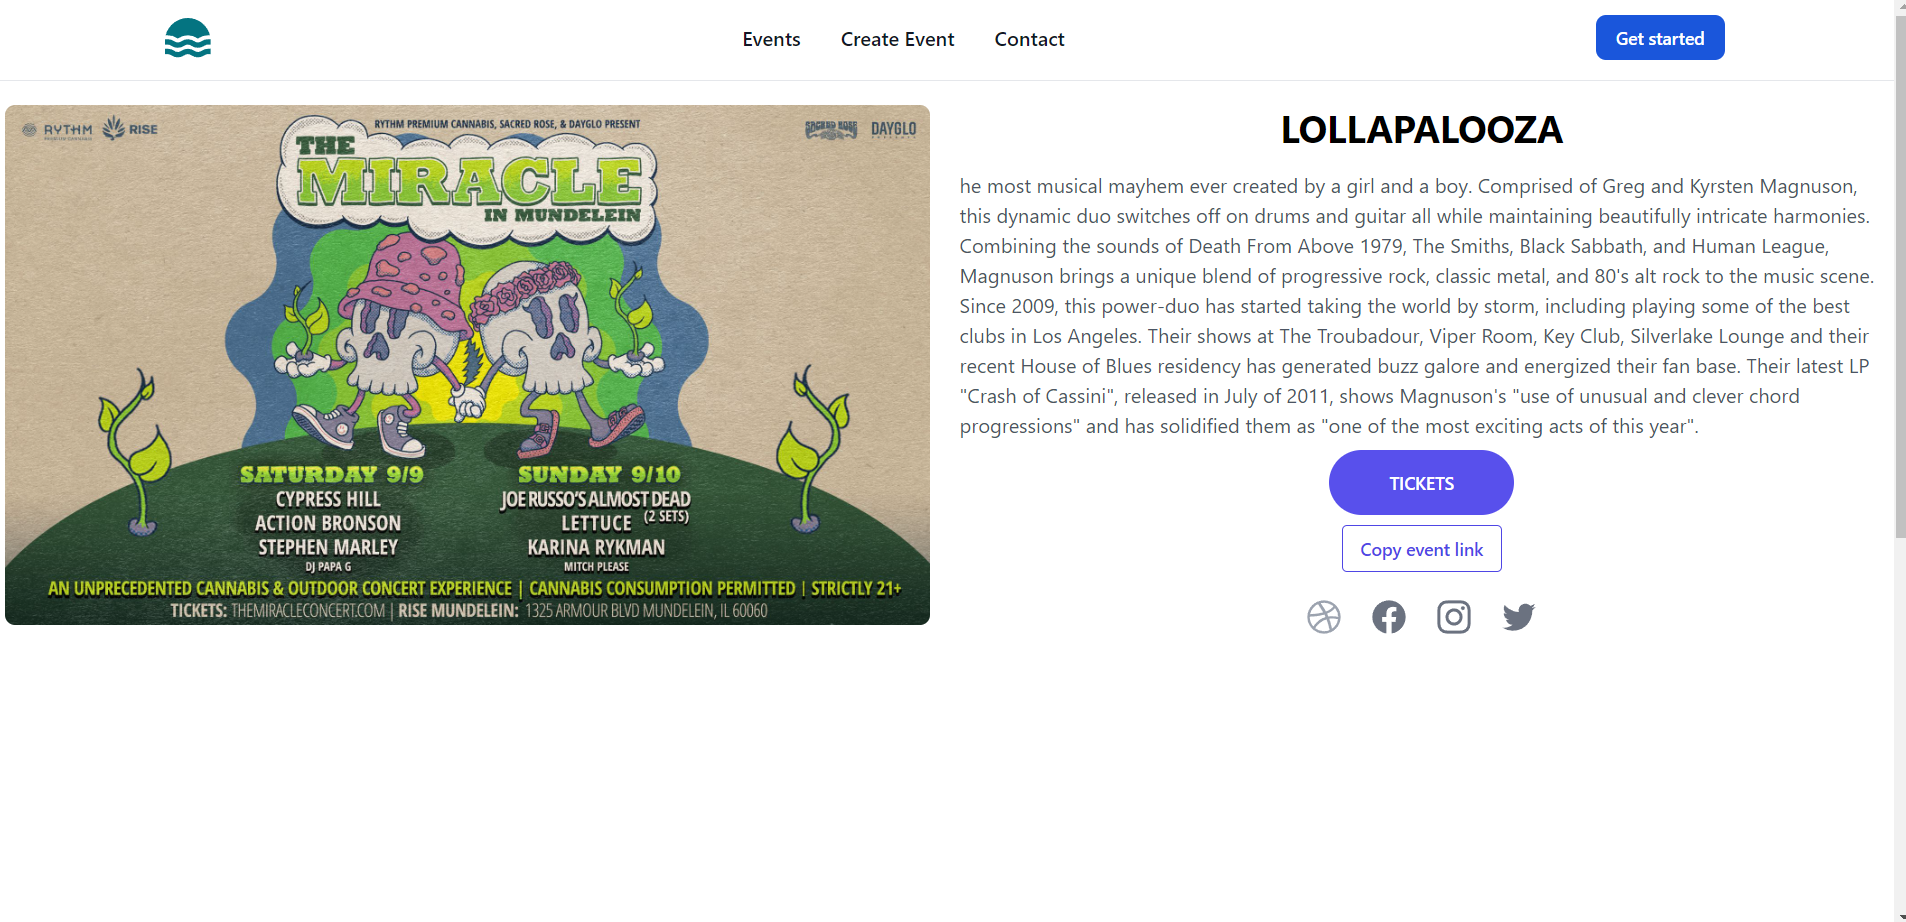 Events
Create Event
Contact
Get started
RYTHM
RISE
RYTHM PREMIUM CANNABIS, SACRED ROSE, & DAYGLO PRESENT
SACRED ROSE
DAYGLO
THE
MIRACLE
IN MUNDELEIN
SATURDAY 9/9
CYPRESS HILL
ACTION BRONSON
STEPHEN MARLEY
DJ PAPA G
SUNDAY 9/10
JOE RUSSO'S ALMOST DEAD
(2 SETS)
LETTUCE
KARINA RYKMAN
MITCH PLEASE
AN UNPRECEDENTED CANNABIS & OUTDOOR CONCERT EXPERIENCE | CANNABIS CONSUMPTION PERMITTED | STRICTLY 21+
TICKETS: THEMIRACLECONCERT.COM | RISE MUNDELEIN: 1325 ARMOUR BLVD MUNDELEIN, IL 60060
LOLLAPALOOZA
he most musical mayhem ever created by a girl and a boy. Comprised of Greg and Kyrsten Magnuson,
this dynamic duo switches off on drums and guitar all while maintaining beautifully intricate harmonies.
Combining the sounds of Death From Above 1979, The Smiths, Black Sabbath, and Human League,
Magnuson brings a unique blend of progressive rock, classic metal, and 80's alt rock to the music scene.
Since 2009, this power-duo has started taking the world by storm, including playing some of the best
clubs in Los Angeles. Their shows at The Troubadour, Viper Room, Key Club, Silverlake Lounge and their
recent House of Blues residency has generated buzz galore and energized their fan base. Their latest LP
"Crash of Cassini", released in July of 2011, shows Magnuson's "use of unusual and clever chord
progressions" and has solidified them as "one of the most exciting acts of this year".
TICKETS
Copy event link